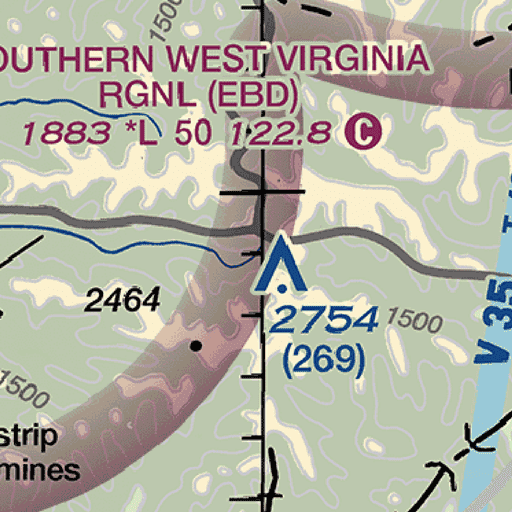 1500
OUTHERN WEST VIRGINIA
RGNL (EBD)
1883 *L 50 122.8 C
2464
2754
(269)
1500
V 35
1500
strip
mines